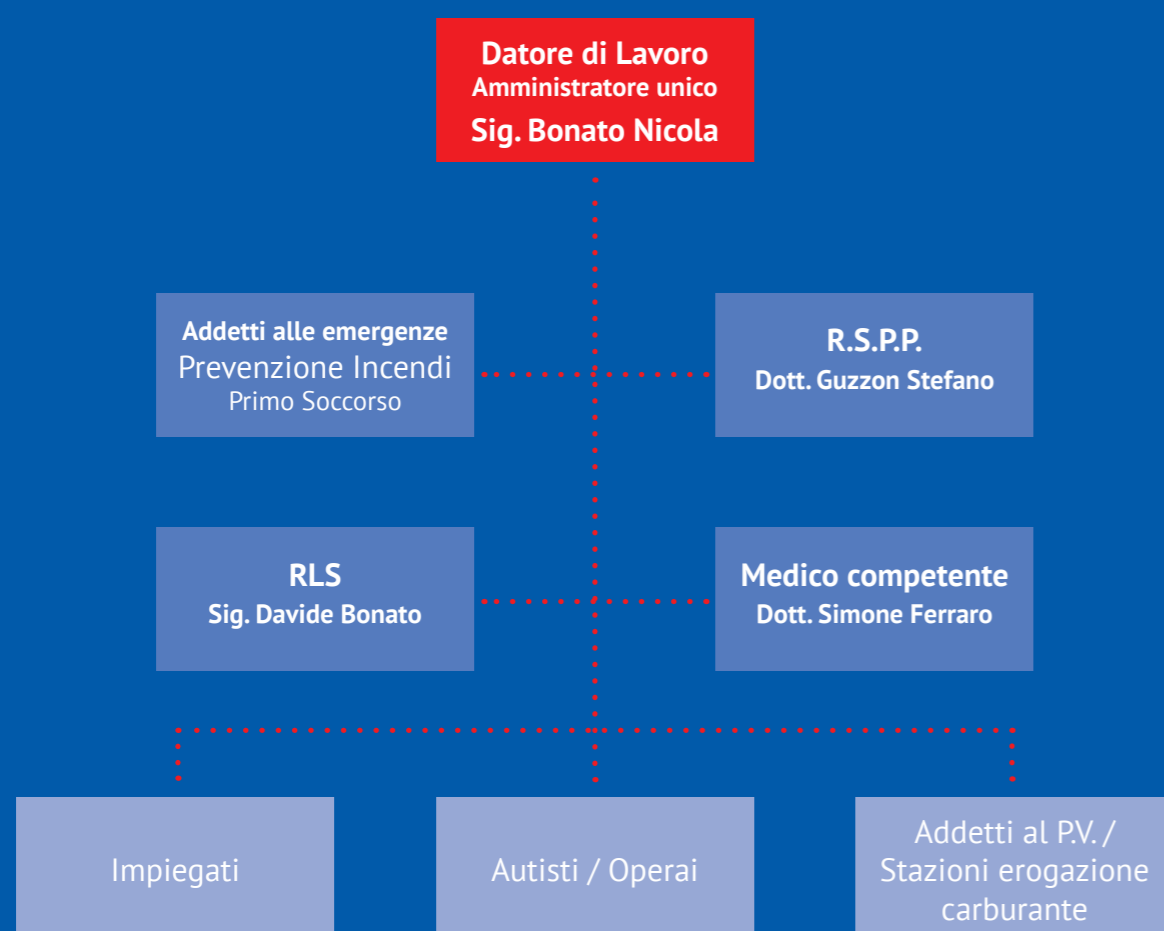 Datore di Lavoro
Amministratore unico
Sig. Bonato Nicola
Addetti alle emergenze
Prevenzione Incendi
Primo Soccorso
R.S.P.P.
Dott. Guzzon Stefano
RLS
Sig. Davide Bonato
Medico competente
Dott. Simone Ferraro
Impiegati
Autisti / Operai
Addetti al P.V. /
Stazioni erogazione
carburante